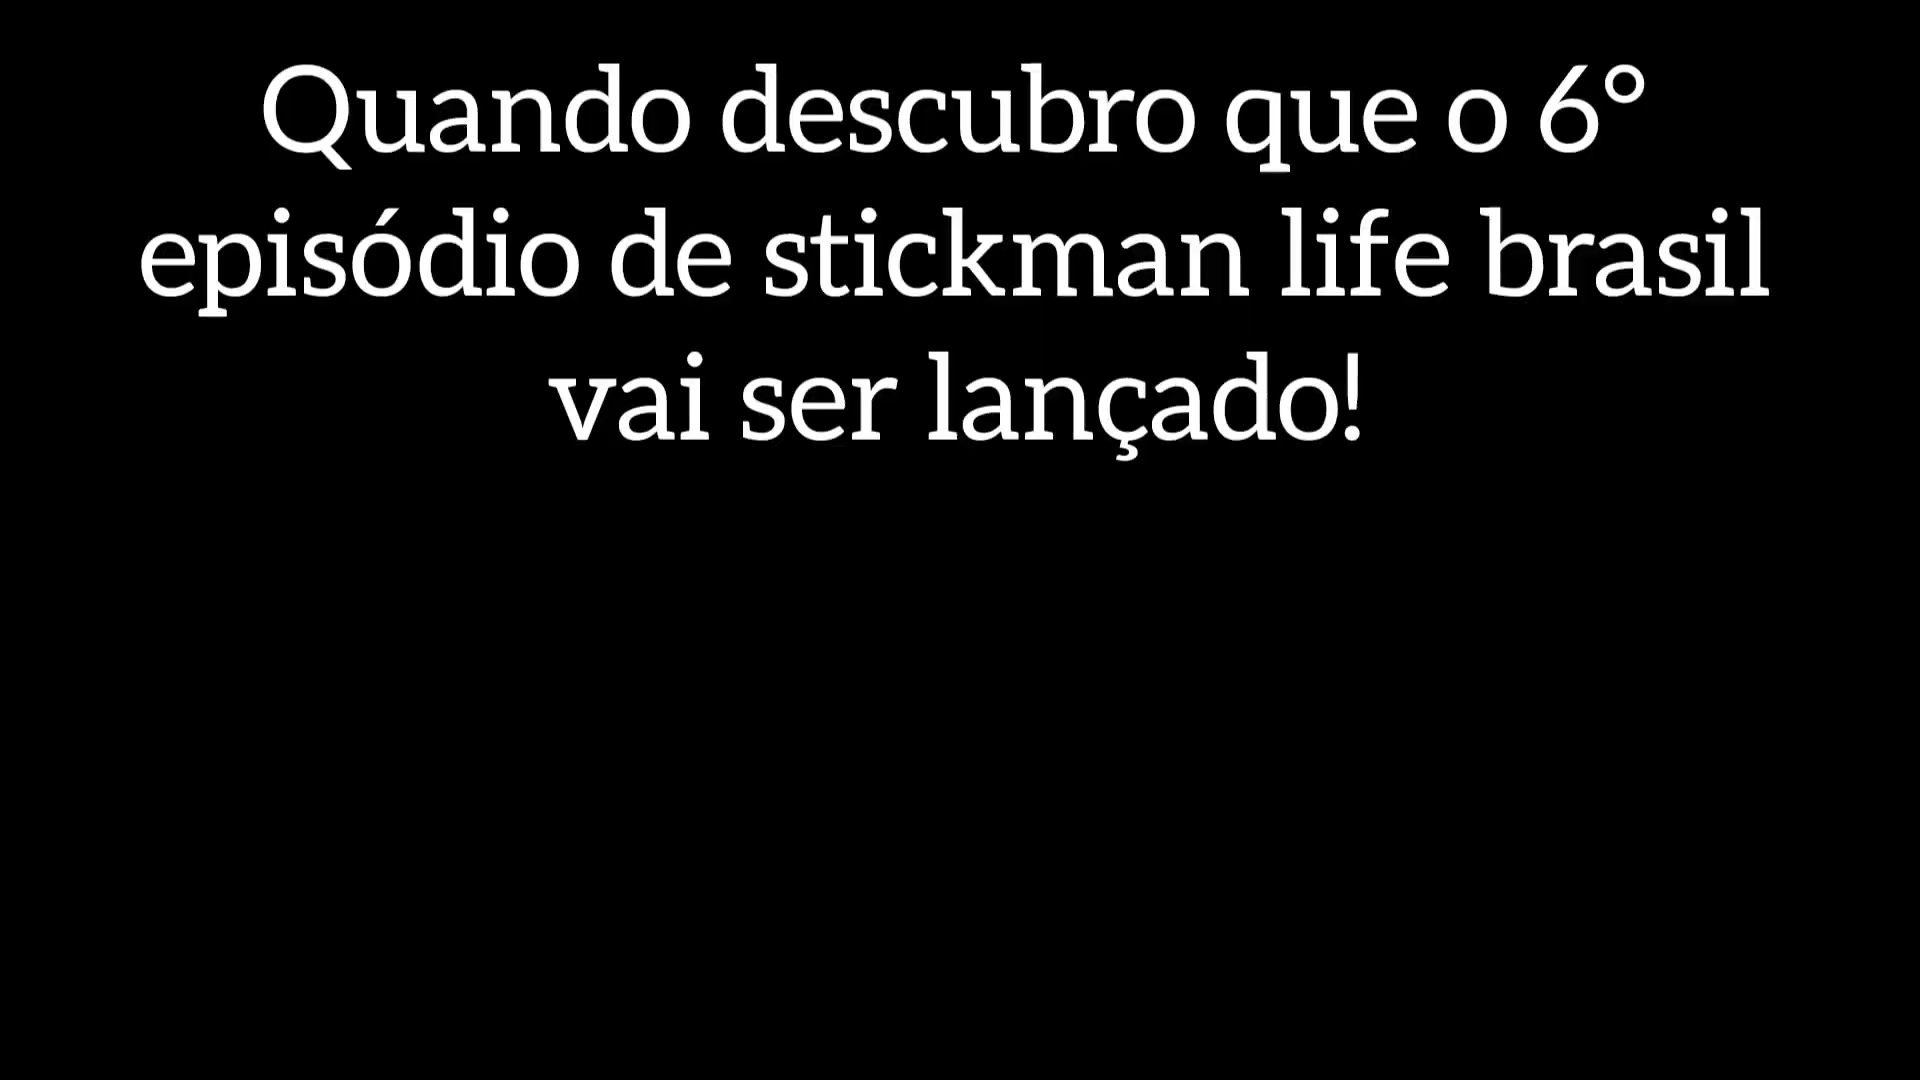 Quando descubro que o 6°
episódio de stickman life brasil
vai ser lançado!